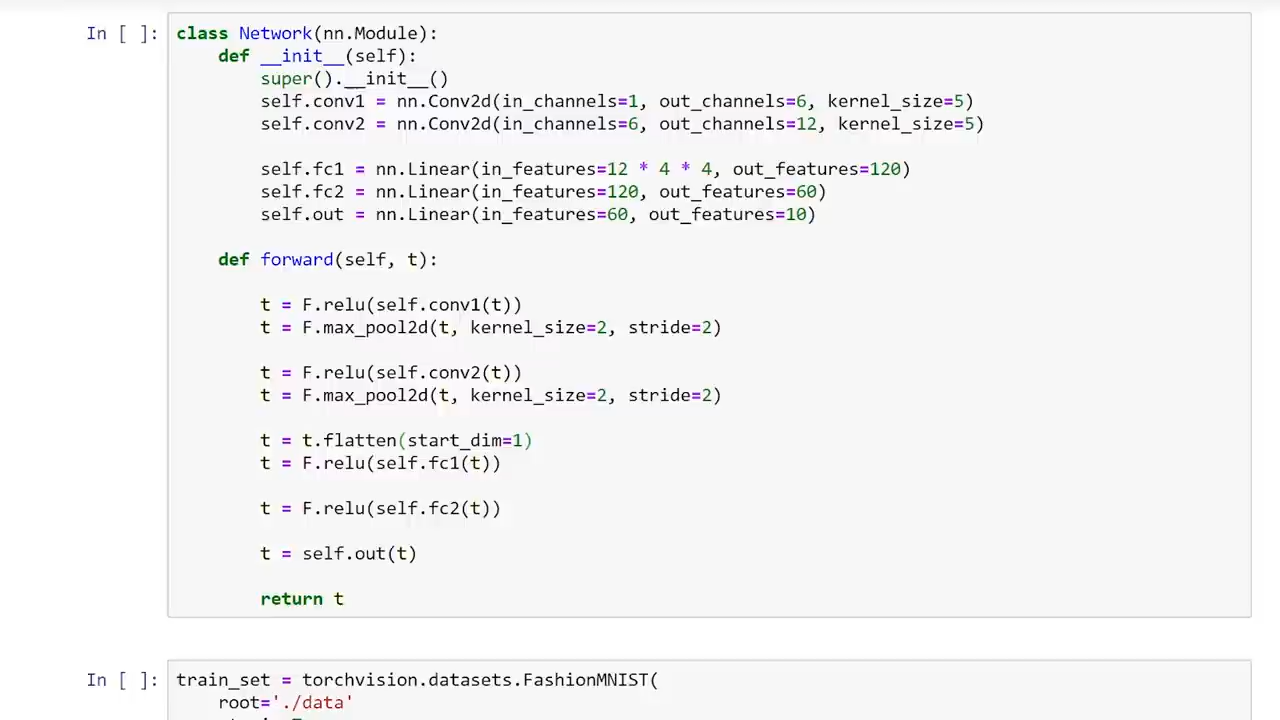 In [ ]: class Network(nn.Module):
    def __init__(self):
        super().__init__()
        self.conv1 = nn.Conv2d(in_channels=1, out_channels=6, kernel_size=5)
        self.conv2 = nn.Conv2d(in_channels=6, out_channels=12, kernel_size=5)
        self.fc1 = nn.Linear(in_features=12 * 4 * 4, out_features=120)
        self.fc2 = nn.Linear(in_features=120, out_features=60)
        self.out = nn.Linear(in_features=60, out_features=10)
    def forward(self, t):
        t = F.relu(self.conv1(t))
        t = F.max_pool2d(t, kernel_size=2, stride=2)
        t = F.relu(self.conv2(t))
        t = F.max_pool2d(t, kernel_size=2, stride=2)
        t = t.flatten(start_dim=1)
        t = F.relu(self.fc1(t))
        t = F.relu(self.fc2(t))
        t = self.out(t)
        return t
In [ ]: train_set = torchvision.datasets.FashionMNIST(
    root='./data'